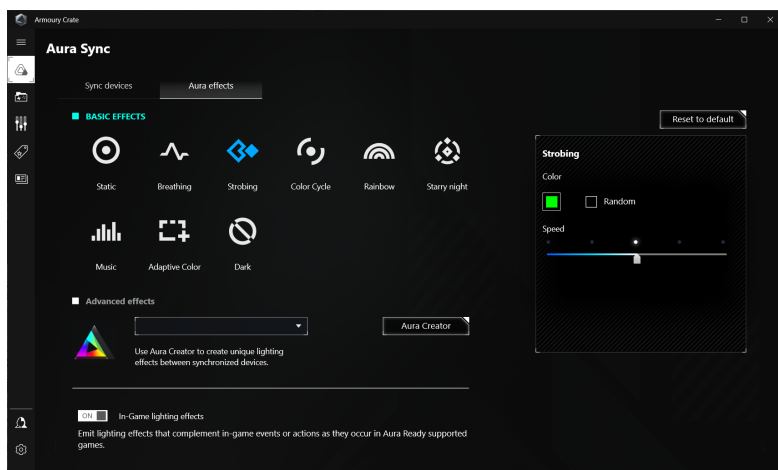 Armoury Crate
Aura Sync
Sync devices
Aura effects
BASIC EFFECTS
Static
Breathing
Strobing
Color Cycle
Rainbow
Starry night
Music
Adaptive Color
Dark
Advanced effects
Aura Creator
Use Aura Creator to create unique lighting
effects between synchronized devices.
ON
In-Game lighting effects
Emit lighting effects that complement in-game events or actions as they occur in Aura Ready supported
games.
Reset to default
Strobing
Color
Random
Speed